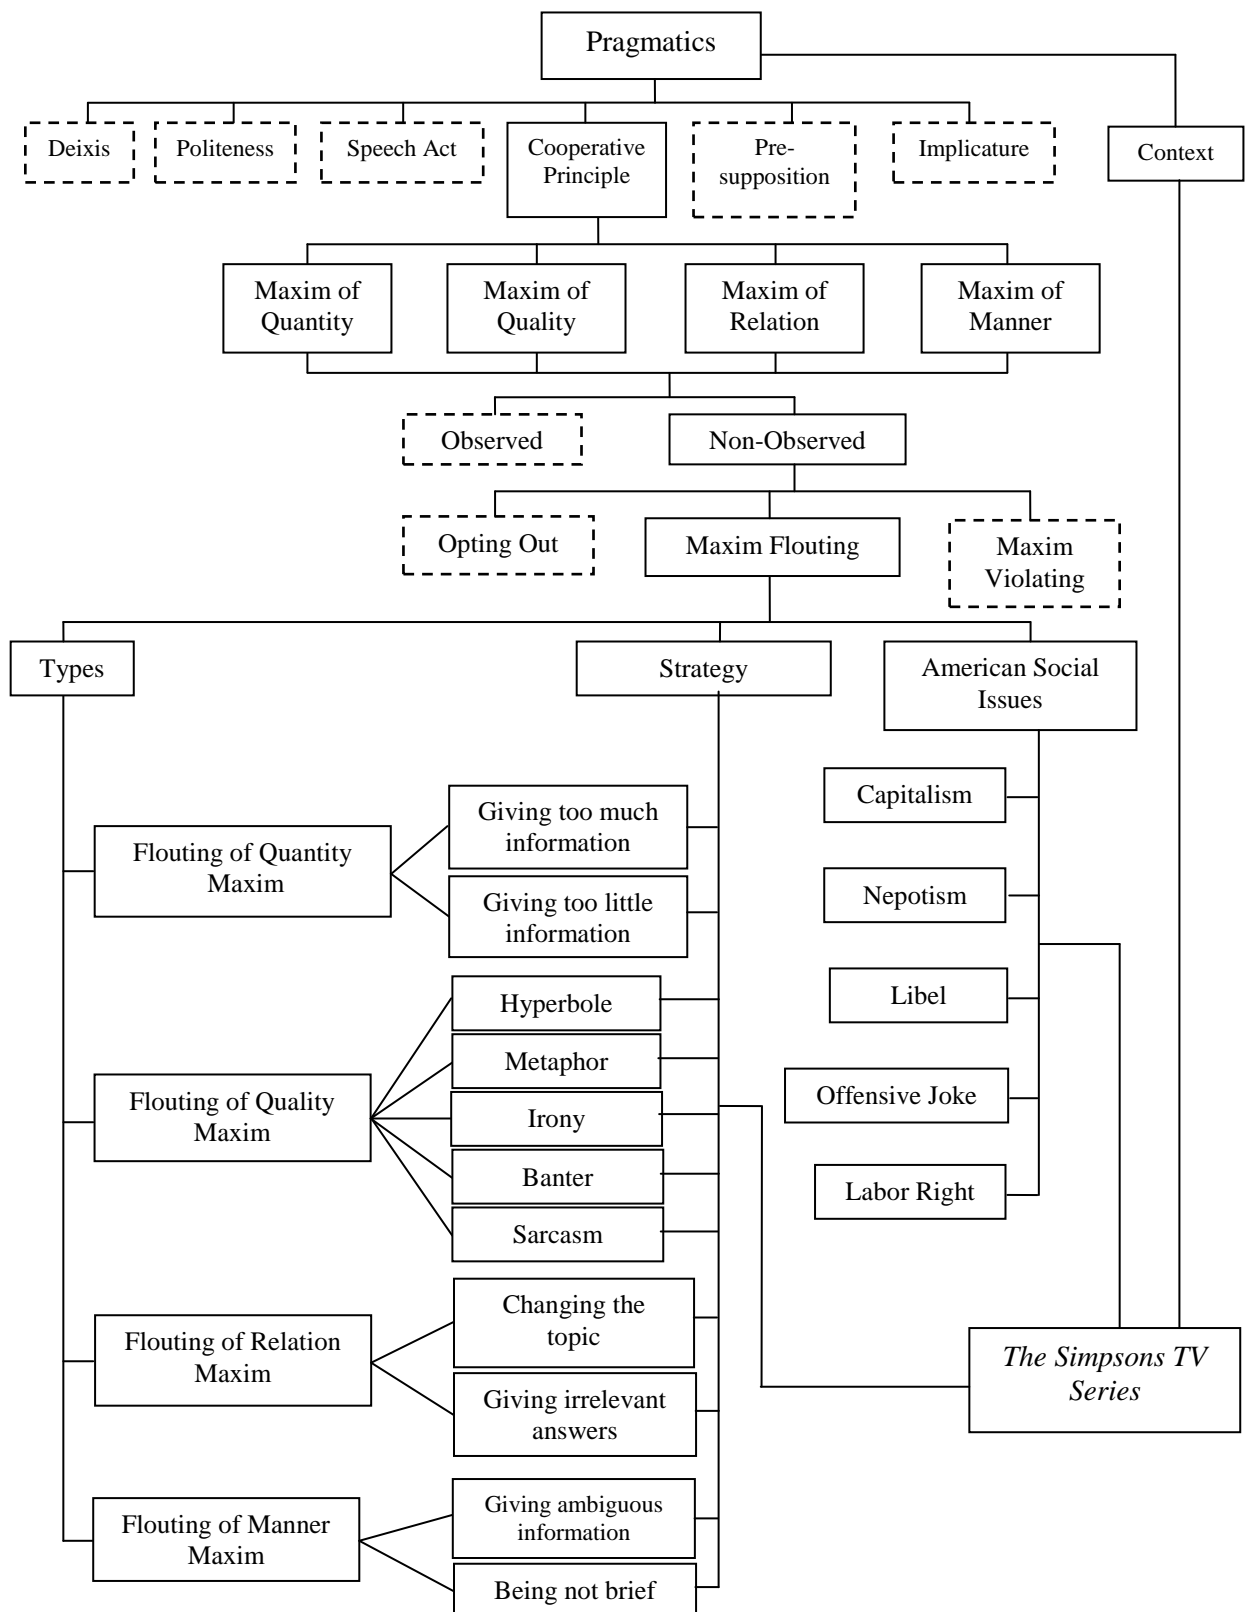 Pragmatics
Deixis
Politeness
Speech Act
Cooperative
Principle
Pre-
supposition
Implicature
Context
Maxim of
Quantity
Maxim of
Quality
Maxim of
Relation
Maxim of
Manner
Observed
Non-Observed
Opting Out
Maxim Flouting
Maxim
Violating
Types
Strategy
American Social
Issues
Flouting of Quantity
Maxim
Giving too much
information
Giving too little
information
Flouting of Quality
Maxim
Hyperbole
Metaphor
Irony
Banter
Sarcasm
Flouting of Relation
Maxim
Changing the
topic
Giving irrelevant
answers
Flouting of Manner
Maxim
Giving ambiguous
information
Being not brief
Capitalism
Nepotism
Libel
Offensive Joke
Labor Right
The Simpsons TV
Series